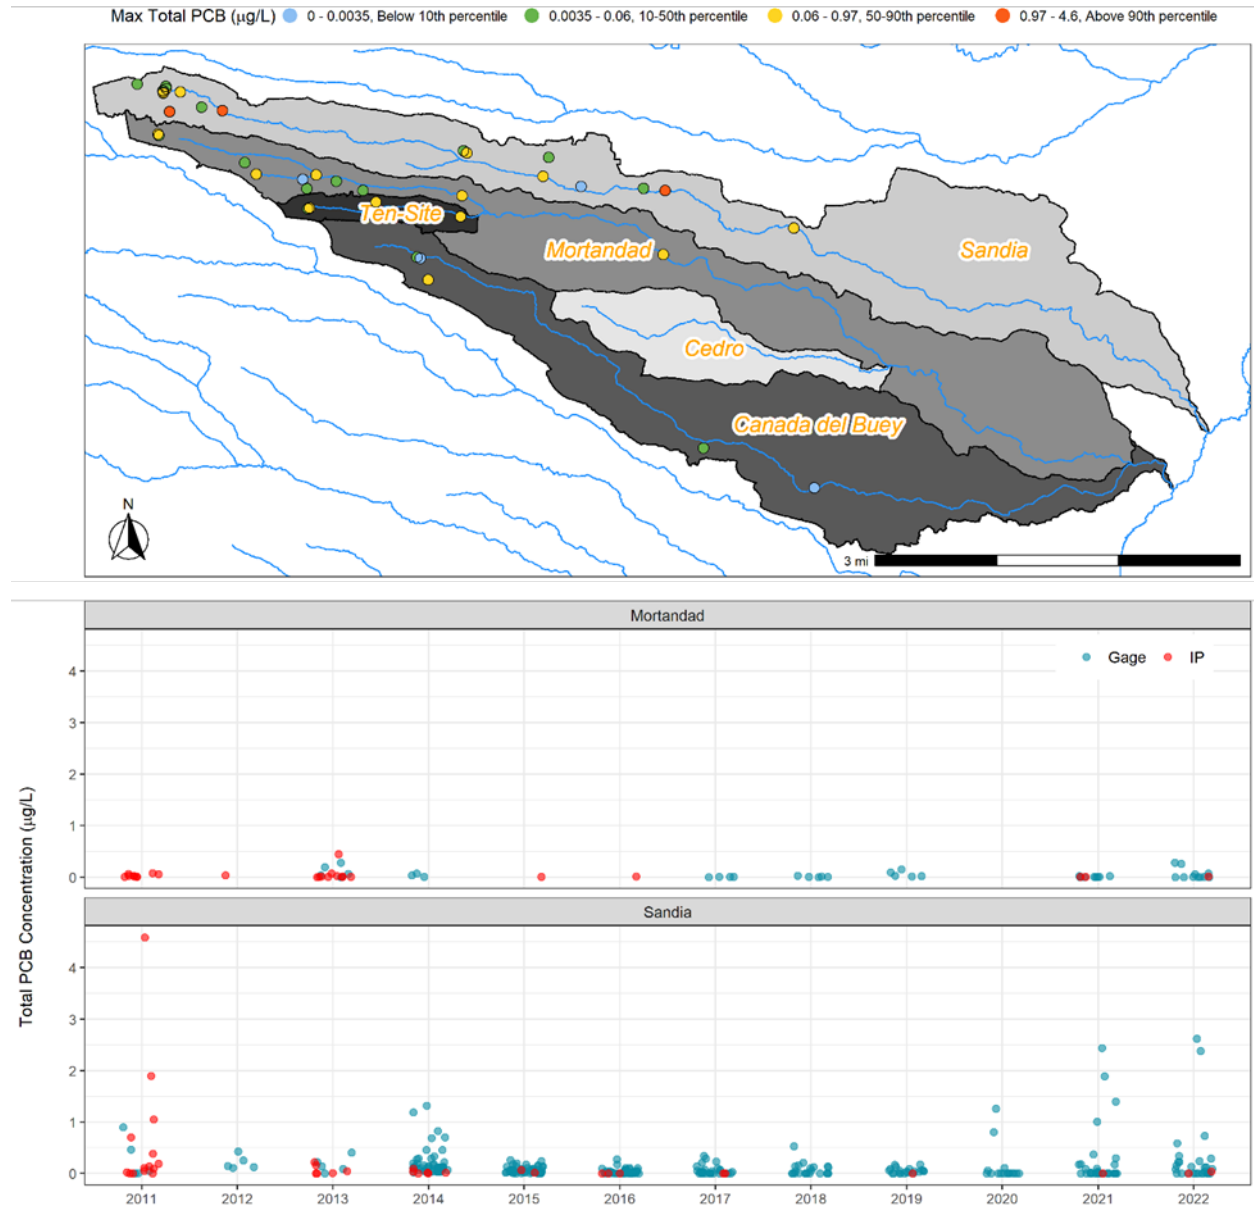 Max Total PCB (µg/L) 0 - 0.0035, Below 10th percentile 0.0035 - 0.06, 10-50th percentile 0.06 - 0.97, 50-90th percentile 0.97 - 4.6, Above 90th percentile
Ten-Site
Mortandad
Sandia
Cedro
Canada del Buey
N
3 mi
Mortandad
Gage IP
4
3
2
1
0
Sandia
4
3
2
1
0
Total PCB Concentration (µg/L)
2011 2012 2013 2014 2015 2016 2017 2018 2019 2020 2021 2022